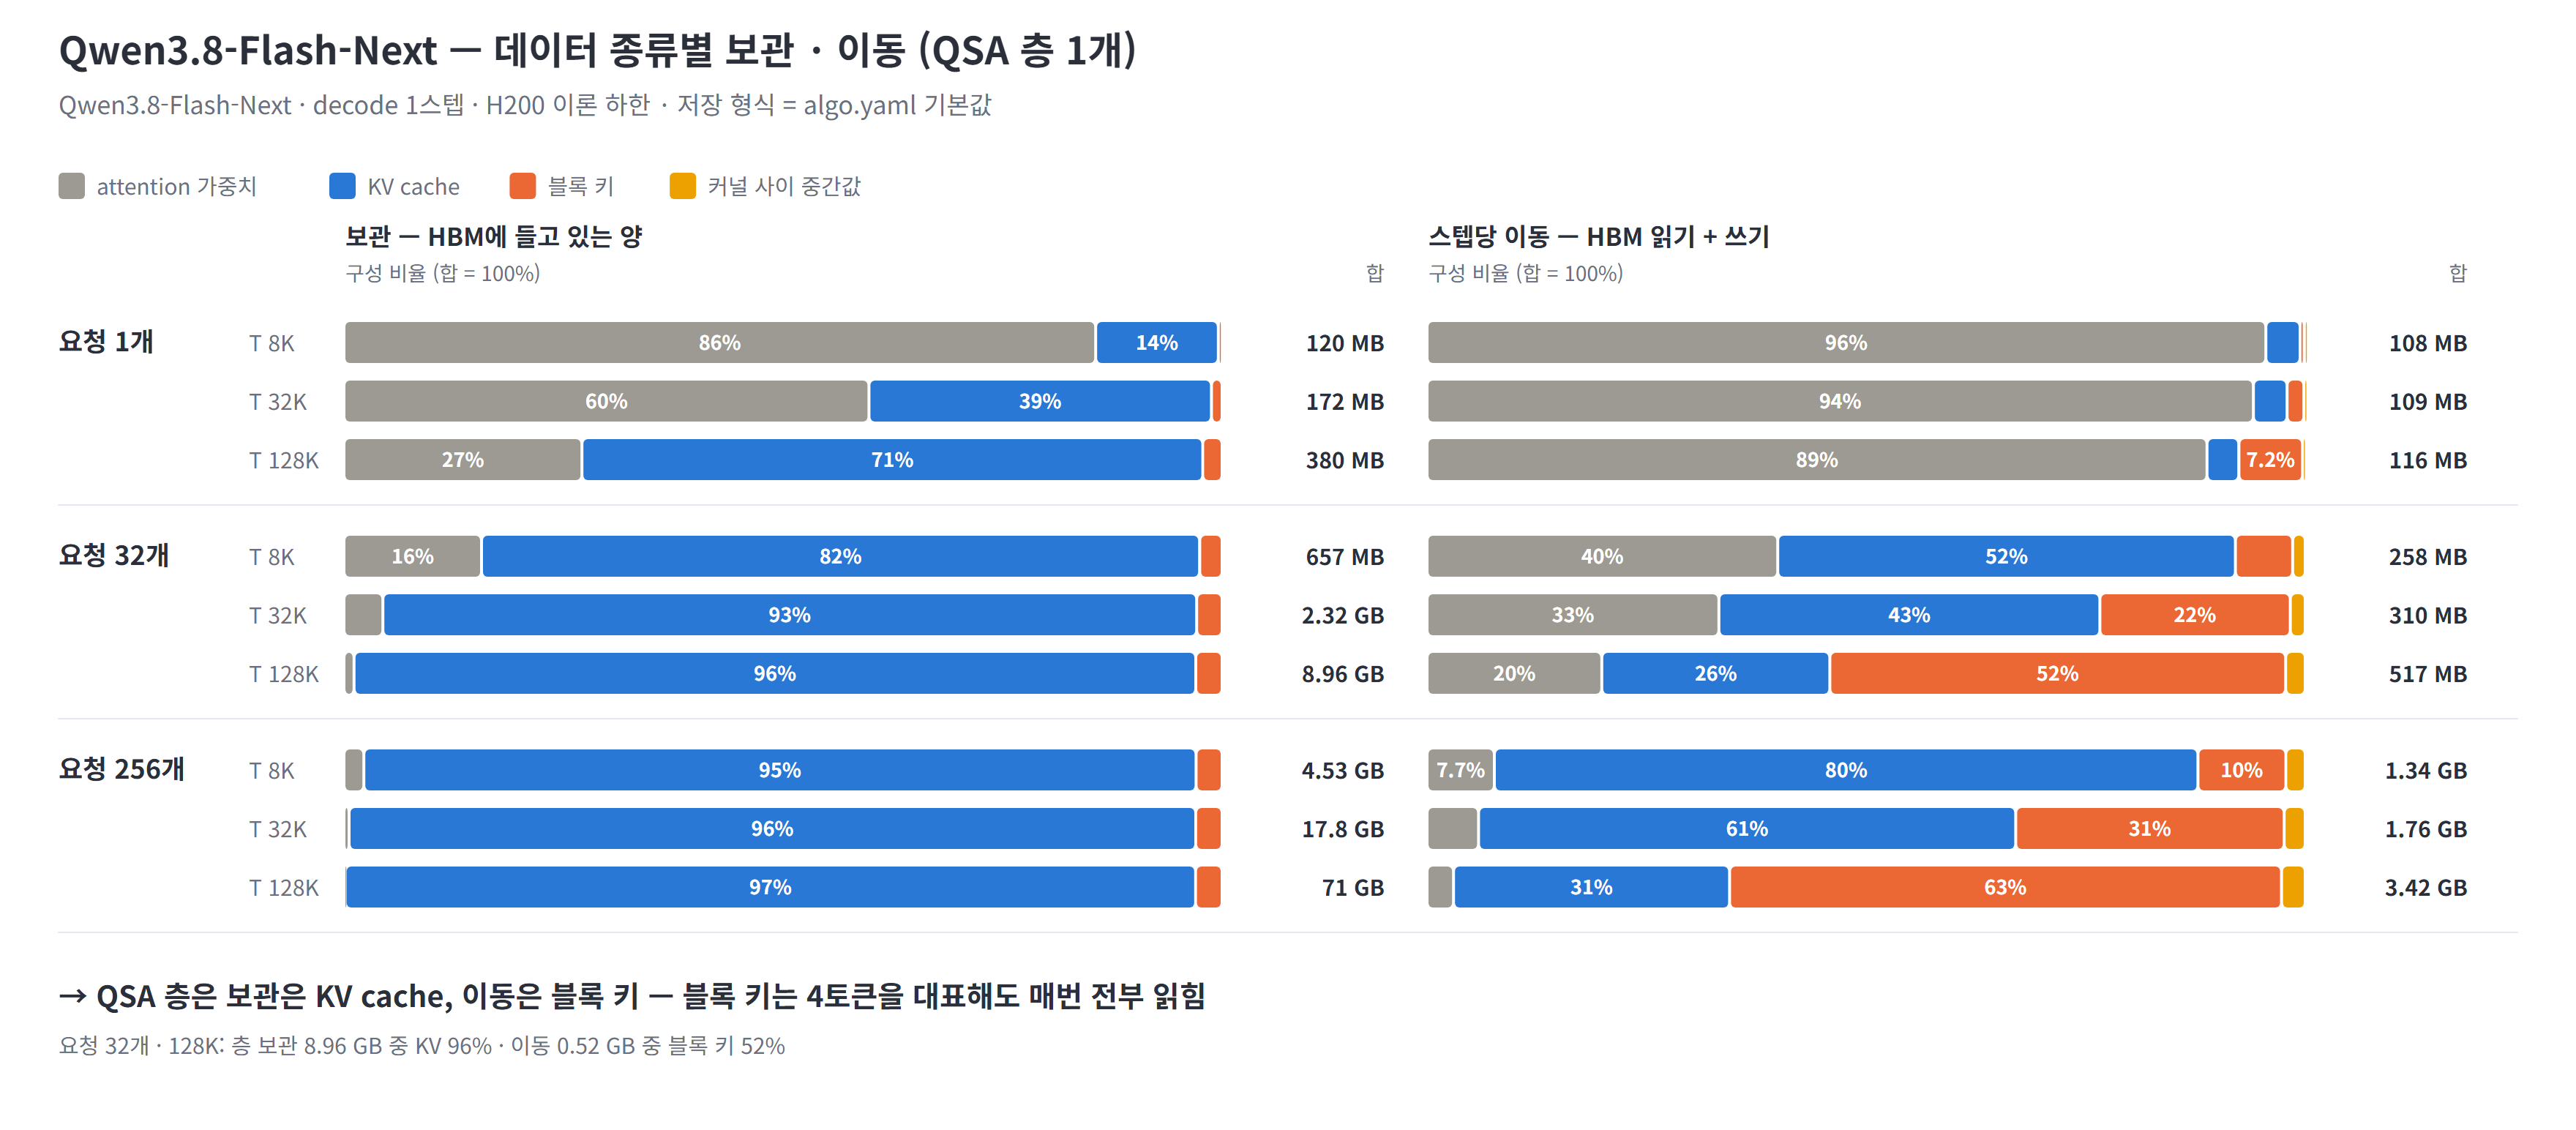 Qwen3.8-Flash-Next — 데이터 종류별 보관 · 이동 (QSA 층 1개)
Qwen3.8-Flash-Next · decode 1스텝 · H200 이론 하한 · 저장 형식 = algo.yaml 기본값
attention 가중치 KV cache 블록 키 커널 사이 중간값
보관 — HBM에 들고 있는 양 스텝당 이동 — HBM 읽기 + 쓰기
구성 비율 (합 = 100%) 합 구성 비율 (합 = 100%) 합
요청 1개 T 8K 86% 14% 120 MB 96% 108 MB
T 32K 60% 39% 172 MB 94% 109 MB
T 128K 27% 71% 380 MB 89% 7.2% 116 MB
요청 32개 T 8K 16% 82% 657 MB 40% 52% 258 MB
T 32K 93% 2.32 GB 33% 43% 22% 310 MB
T 128K 96% 8.96 GB 20% 26% 52% 517 MB
요청 256개 T 8K 95% 4.53 GB 7.7% 80% 10% 1.34 GB
T 32K 96% 17.8 GB 61% 31% 1.76 GB
T 128K 97% 71 GB 31% 63% 3.42 GB
→ QSA 층은 보관은 KV cache, 이동은 블록 키 — 블록 키는 4토큰을 대표해도 매번 전부 읽힘
요청 32개 · 128K: 층 보관 8.96 GB 중 KV 96% · 이동 0.52 GB 중 블록 키 52%